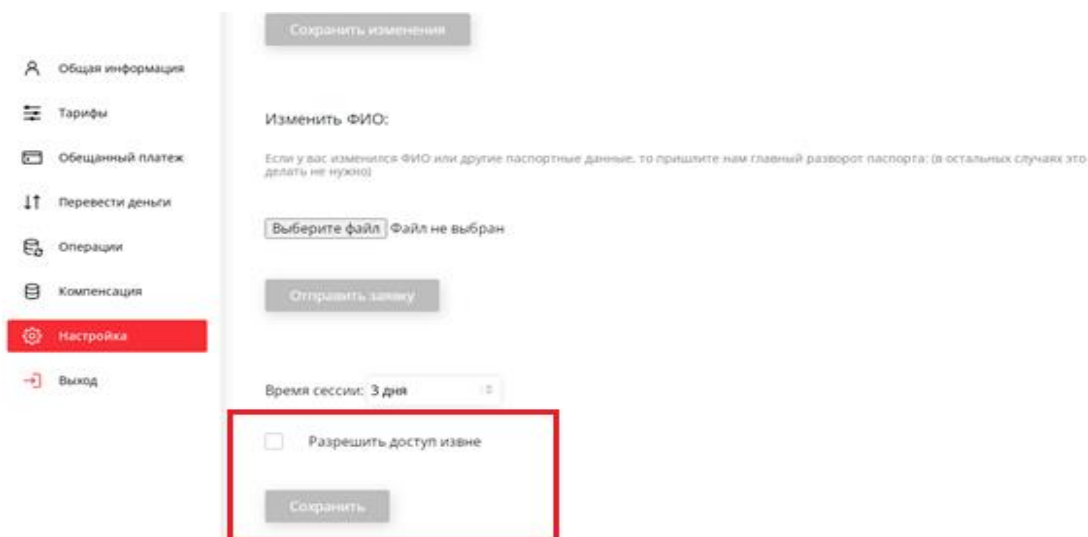 Сохранить изменения
Общая информация
Тарифы
Обещанный платеж
Перевести деньги
Операции
Компенсация
Настройка
Выход
Изменить ФИО:
Если у вас изменился ФИО или другие паспортные данные, то пришлите нам главный разворот паспорта: (в остальных случаях это
делать не нужно)
Выберите файл Файл не выбран
Отправить заявку
Время сессии: 3 дня
Разрешить доступ извне
Сохранить